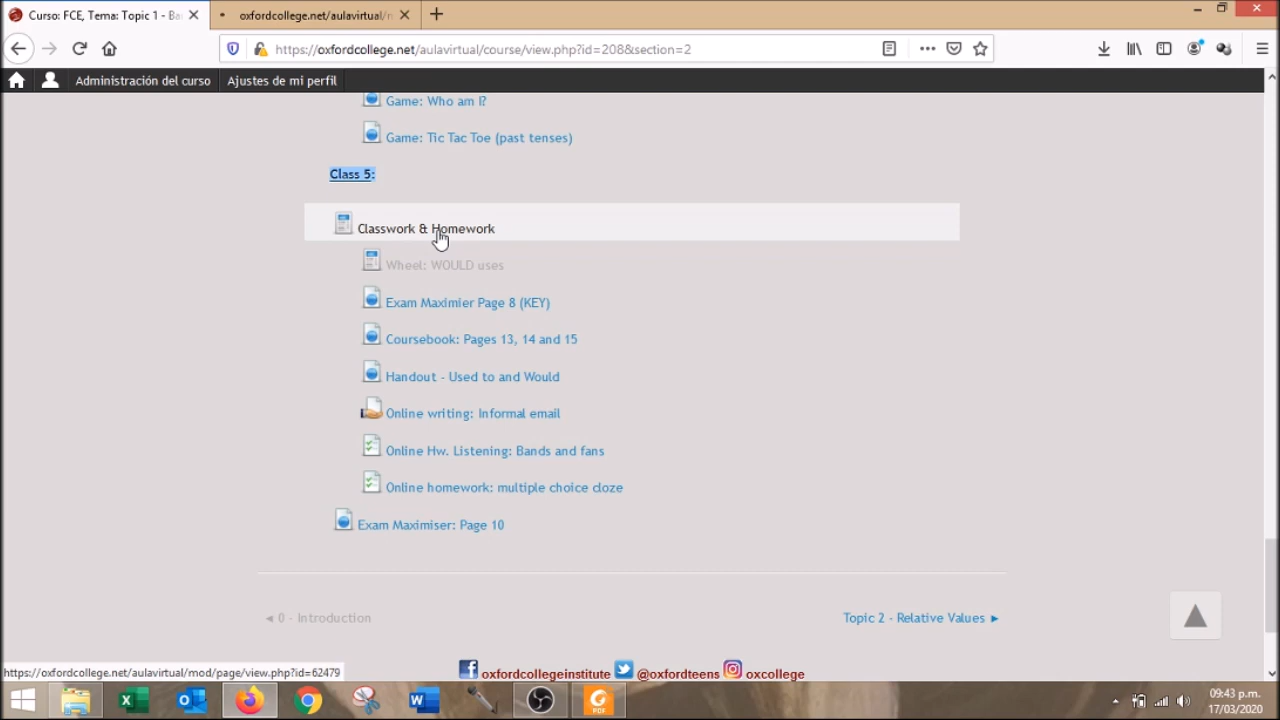 Curso: FCE, Tema: Topic 1 - Ba
oxfordcollege.net/aulavirtual/
https://oxfordcollege.net/aulavirtual/course/view.php?id=208&section=2
Administración del curso
Ajustes de mi perfil
Game: Who am I?
Game: Tic Tac Toe (past tenses)
Class 5:
Classwork & Homework
Wheel: WOULD uses
Exam Maximier Page 8 (KEY)
Coursebook: Pages 13, 14 and 15
Handout - Used to and Would
Online writing: Informal email
Online Hw. Listening: Bands and fans
Online homework: multiple choice cloze
Exam Maximiser: Page 10
◄ 0 - Introduction
Topic 2 - Relative Values ►
https://oxfordcollege.net/aulavirtual/mod/page/view.php?id=62479
oxfordcollegeinstitute
@oxfordteens
oxcollege
PDF
09:43 p.m.
17/03/2020